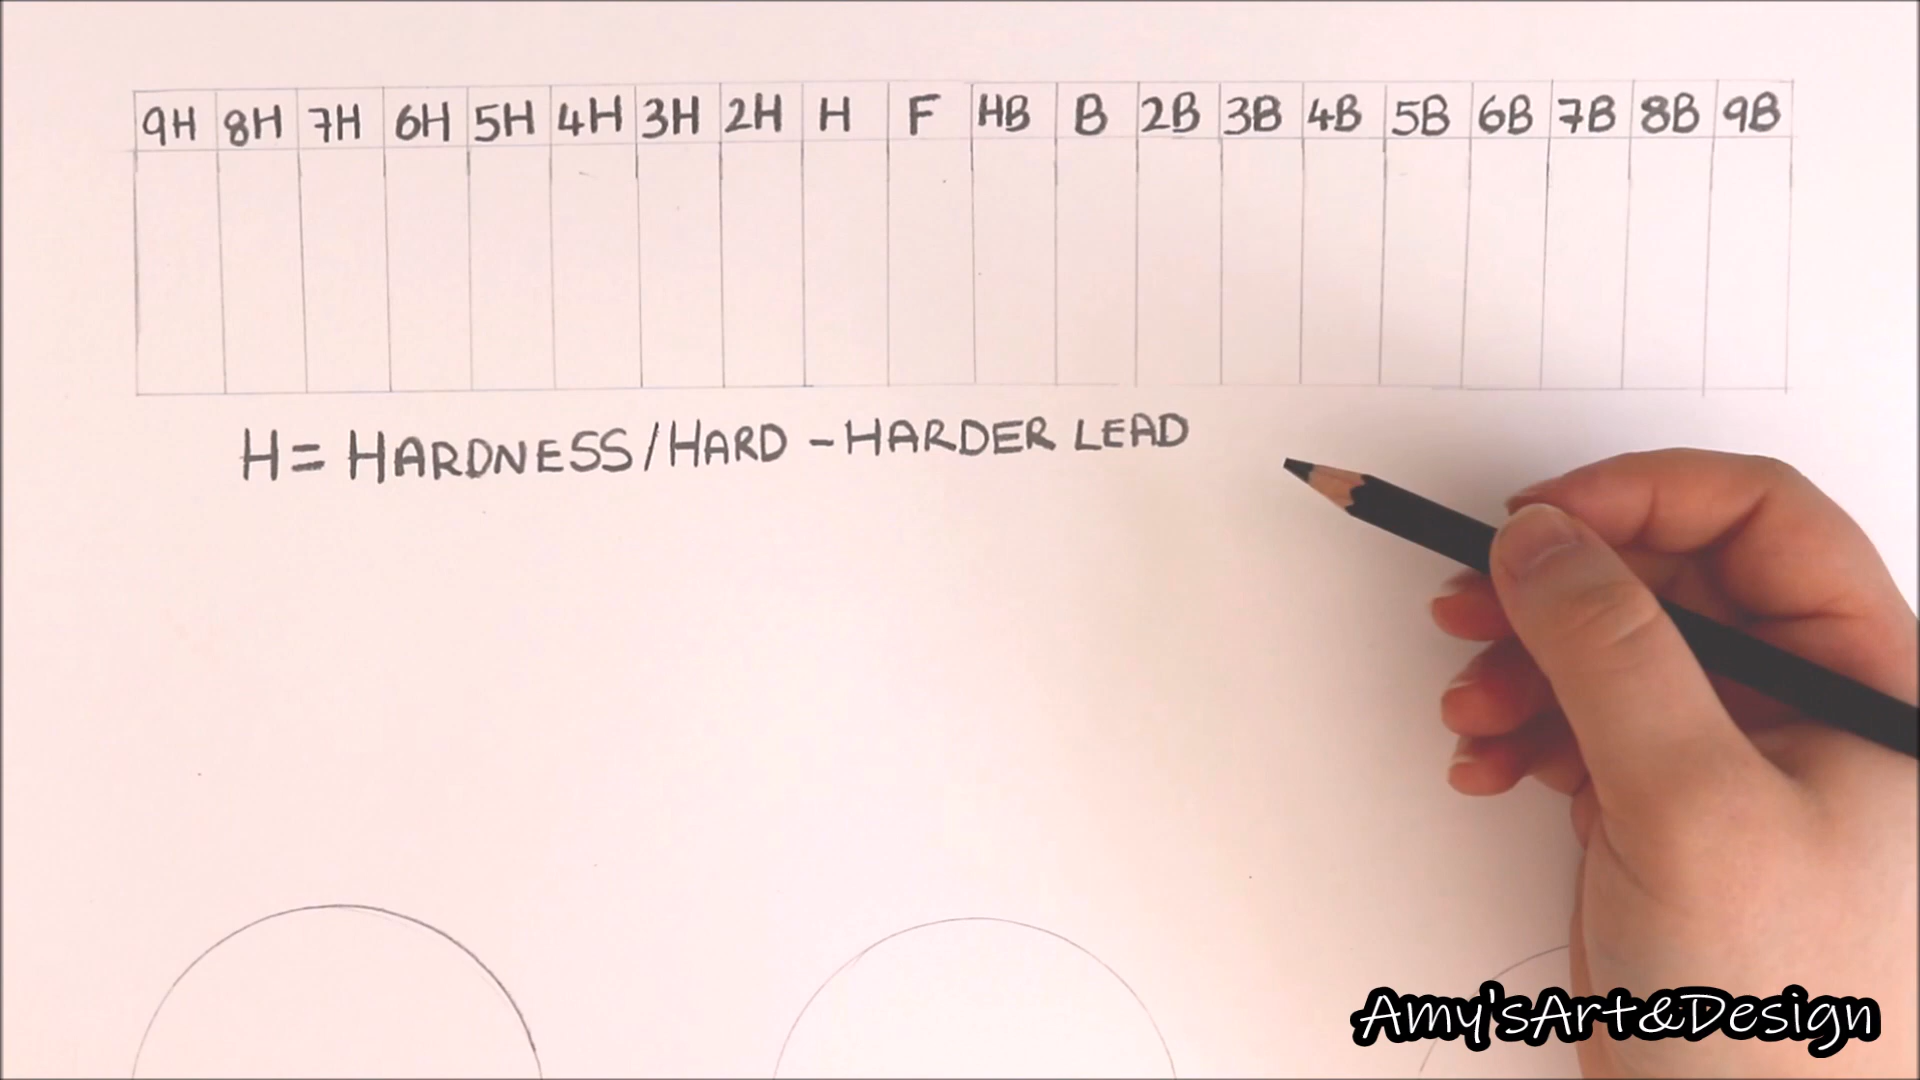 9H 8H 7H 6H 5H 4H 3H 2H H F HB B 2B 3B 4B 5B 6B 7B 8B 9B
H = HARDNESS/HARD - HARDER LEAD
Amy'sArt&Design